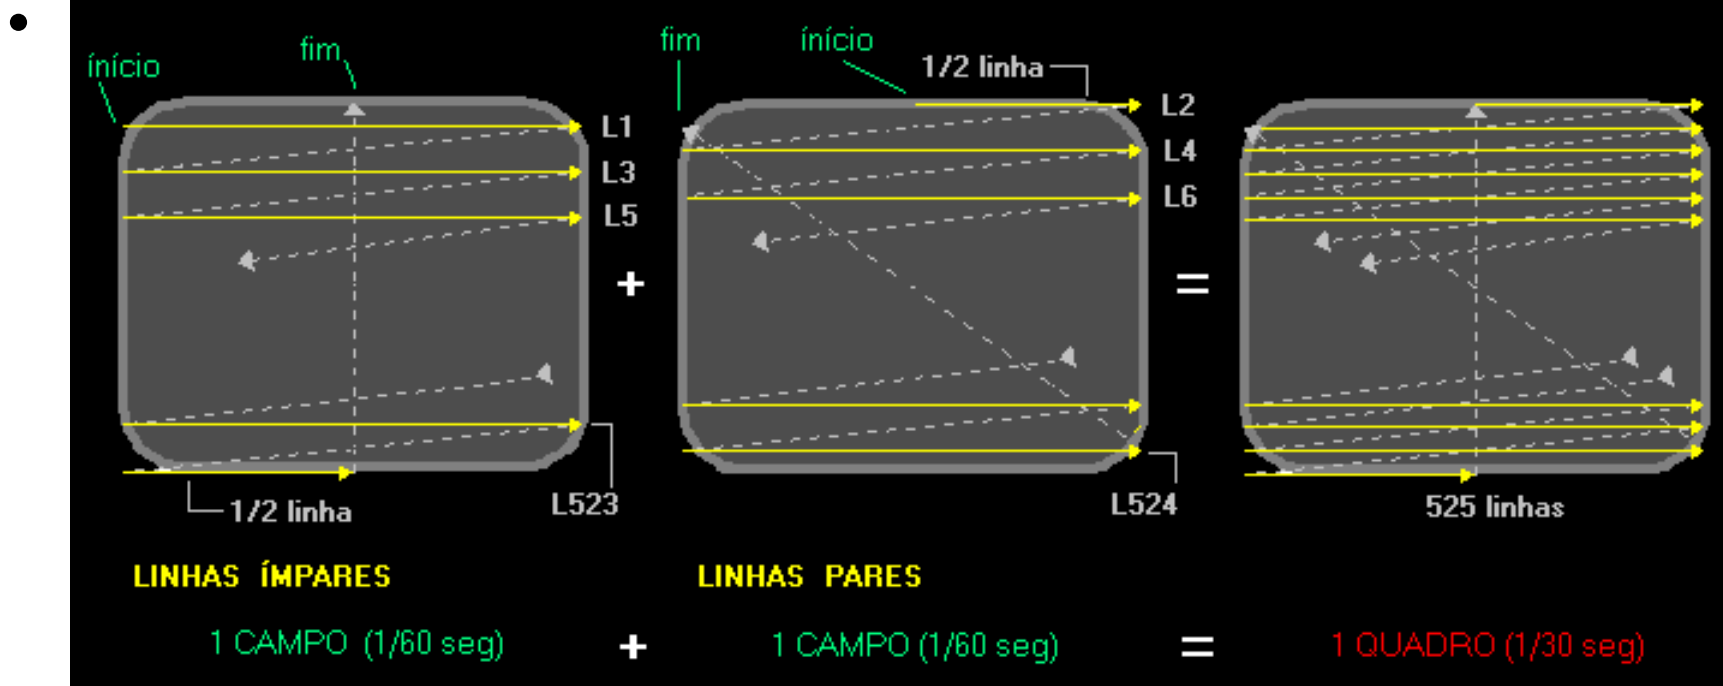 início
fim
fim
início
1/2 linha
L1
L3
L5
L2
L4
L6
+
=
1/2 linha
L523
L524
525 linhas
LINHAS ÍMPARES
LINHAS PARES
1 CAMPO (1/60 seg)
+
1 CAMPO (1/60 seg)
=
1 QUADRO (1/30 seg)